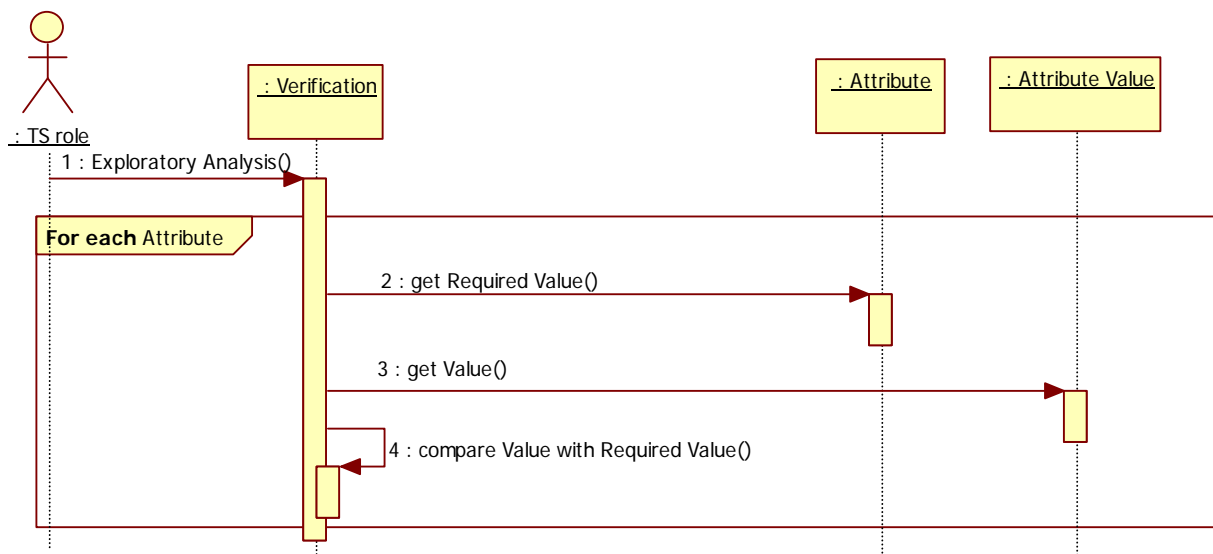 : TS role
: Verification
: Attribute
: Attribute Value
1 : Exploratory Analysis()
For each Attribute
2 : get Required Value()
3 : get Value()
4 : compare Value with Required Value()